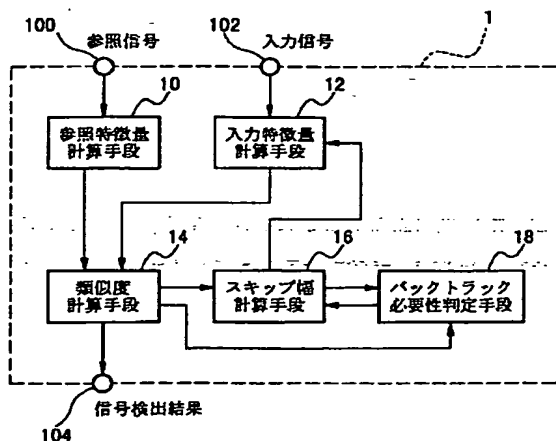 100
参照信号
102
入力信号
1
10
参照特徴量
計算手段
12
入力特徴量
計算手段
14
類似度
計算手段
16
スキップ幅
計算手段
18
バックトラック
必要性判定手段
104
信号検出結果